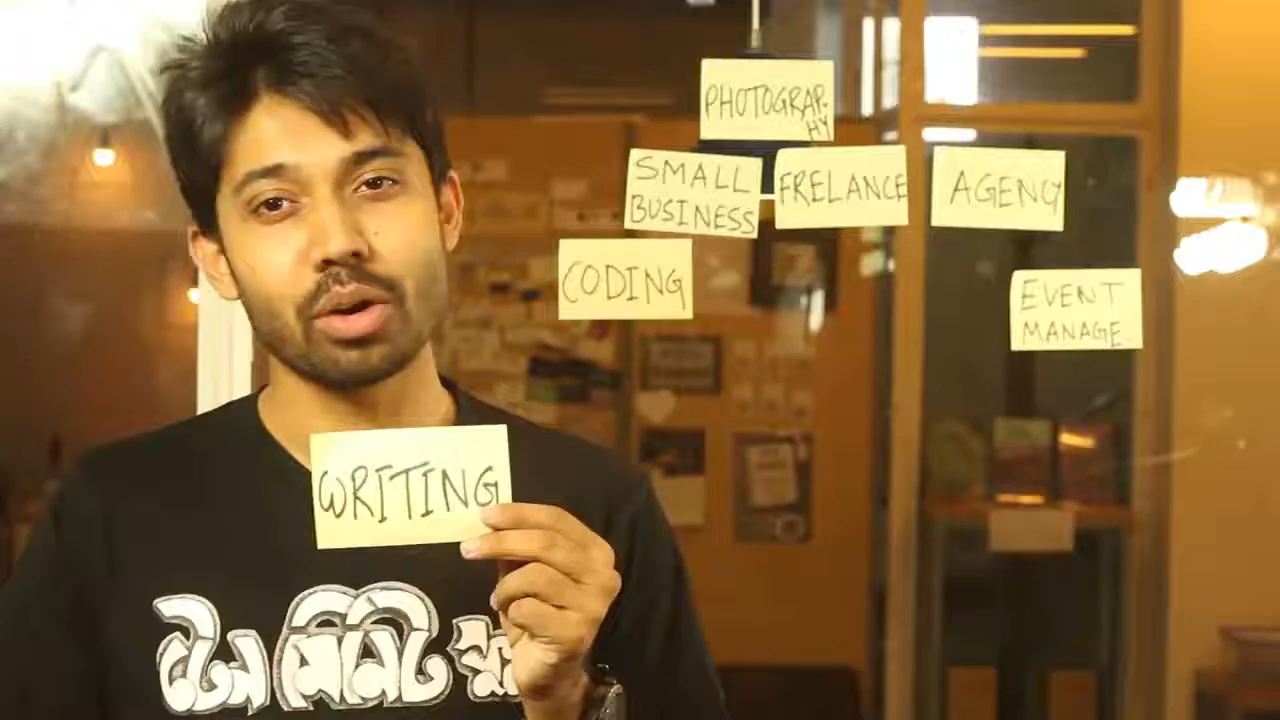 PHOTOGRAP-
HY
SMALL
BUSINESS
FRELANCE
AGENCY
CODING
EVENT
MANAGE.
WRITING